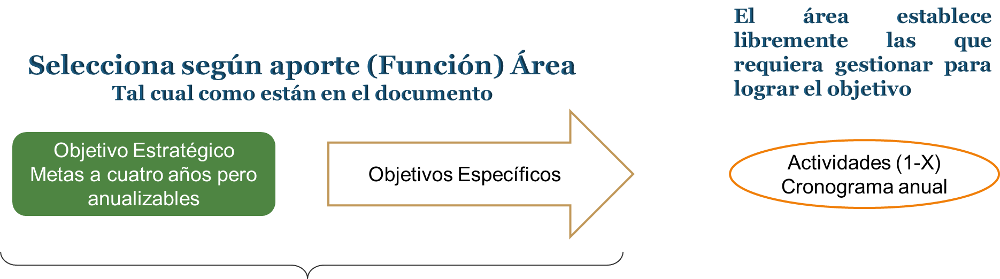 Selecciona según aporte (Función) Área
Tal cual como están en el documento
Objetivo Estratégico
Metas a cuatro años pero
anualizables
Objetivos Específicos
El área establece
libremente las que
requiera gestionar para
lograr el objetivo
Actividades (1-X)
Cronograma anual